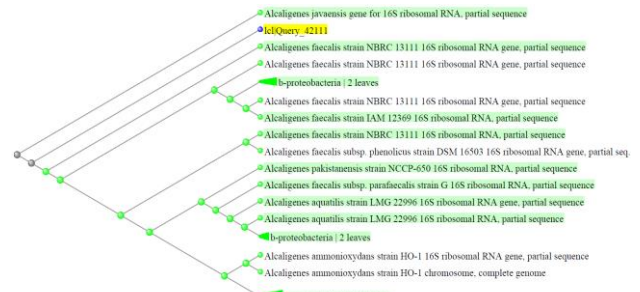 Alcaligenes javaensis gene for 16S ribosomal RNA, partial sequence
lcl|Query_42111
Alcaligenes faecalis strain NBRC 13111 16S ribosomal RNA gene, partial sequence
Alcaligenes faecalis strain NBRC 13111 16S ribosomal RNA gene, partial sequence
b-proteobacteria | 2 leaves
Alcaligenes faecalis strain NBRC 13111 16S ribosomal RNA gene, partial sequence
Alcaligenes faecalis strain IAM 12369 16S ribosomal RNA, partial sequence
Alcaligenes faecalis strain NBRC 13111 16S ribosomal RNA, partial sequence
Alcaligenes faecalis subsp. phenolicus strain DSM 16503 16S ribosomal RNA gene, partial seq.
Alcaligenes pakistanensis strain NCCP-650 16S ribosomal RNA, partial sequence
Alcaligenes faecalis subsp. parafaecalis strain G 16S ribosomal RNA, partial sequence
Alcaligenes aquatilis strain LMG 22996 16S ribosomal RNA gene, partial sequence
Alcaligenes aquatilis strain LMG 22996 16S ribosomal RNA, partial sequence
b-proteobacteria | 2 leaves
Alcaligenes ammonioxydans strain HO-1 16S ribosomal RNA gene, partial sequence
Alcaligenes ammonioxydans strain HO-1 chromosome, complete genome